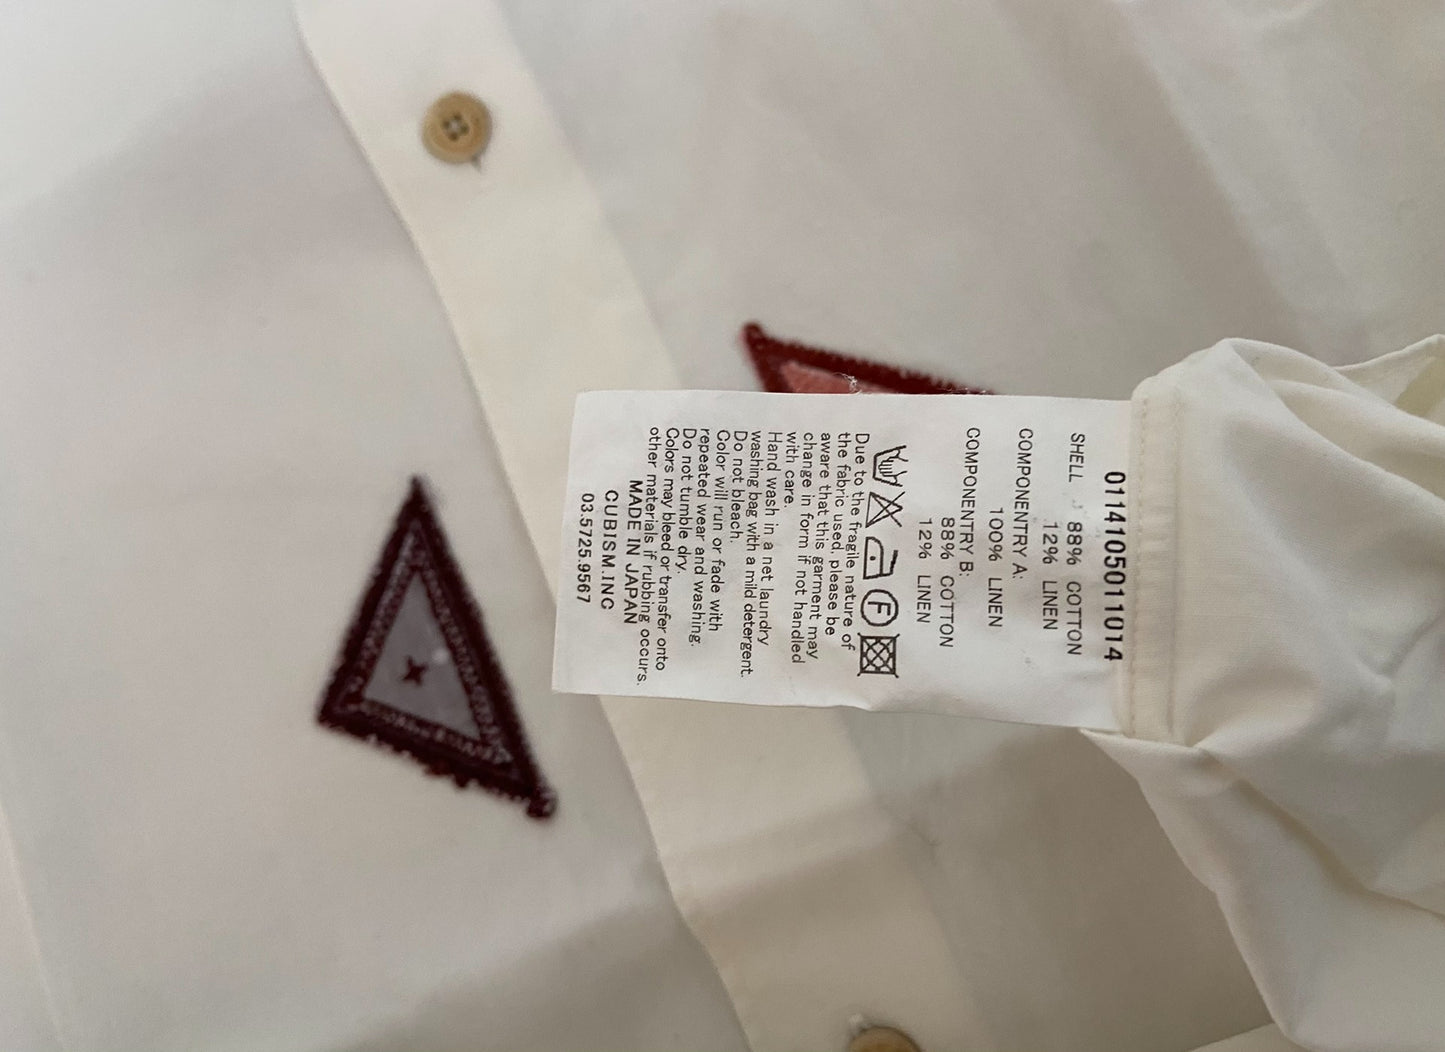 0114105011014
SHELL 88% COTTON
12% LINEN
COMPONENTRY A:
100% LINEN
COMPONENTRY B:
88% COTTON
12% LINEN
F
Due to the fragile nature of
the fabric used, please be
aware that this garment may
change in form if not handled
with care.
Hand wash in a net laundry
washing bag with a mild detergent.
Do not bleach.
Color will run or fade with
repeated wear and washing.
Do not tumble dry.
Colors may bleed or transfer onto
other materials if rubbing occurs.
MADE IN JAPAN
CUBISM.INC
03.5725.9567